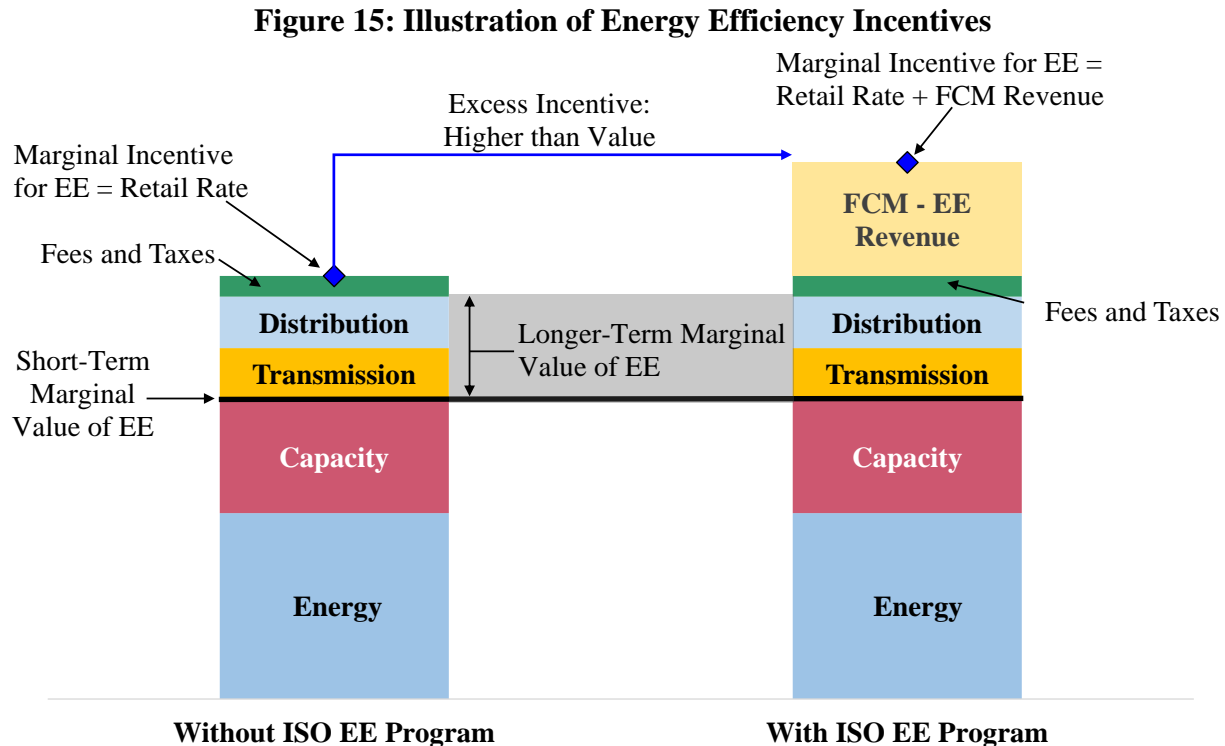 Figure 15: Illustration of Energy Efficiency Incentives
Marginal Incentive for EE =
Retail Rate + FCM Revenue
Excess Incentive:
Higher than Value
Marginal Incentive
for EE = Retail Rate
Fees and Taxes
FCM - EE
Revenue
Fees and Taxes
Distribution
Longer-Term Marginal
Value of EE
Distribution
Short-Term
Marginal
Value of EE
Transmission
Transmission
Capacity
Capacity
Energy
Energy
Without ISO EE Program
With ISO EE Program